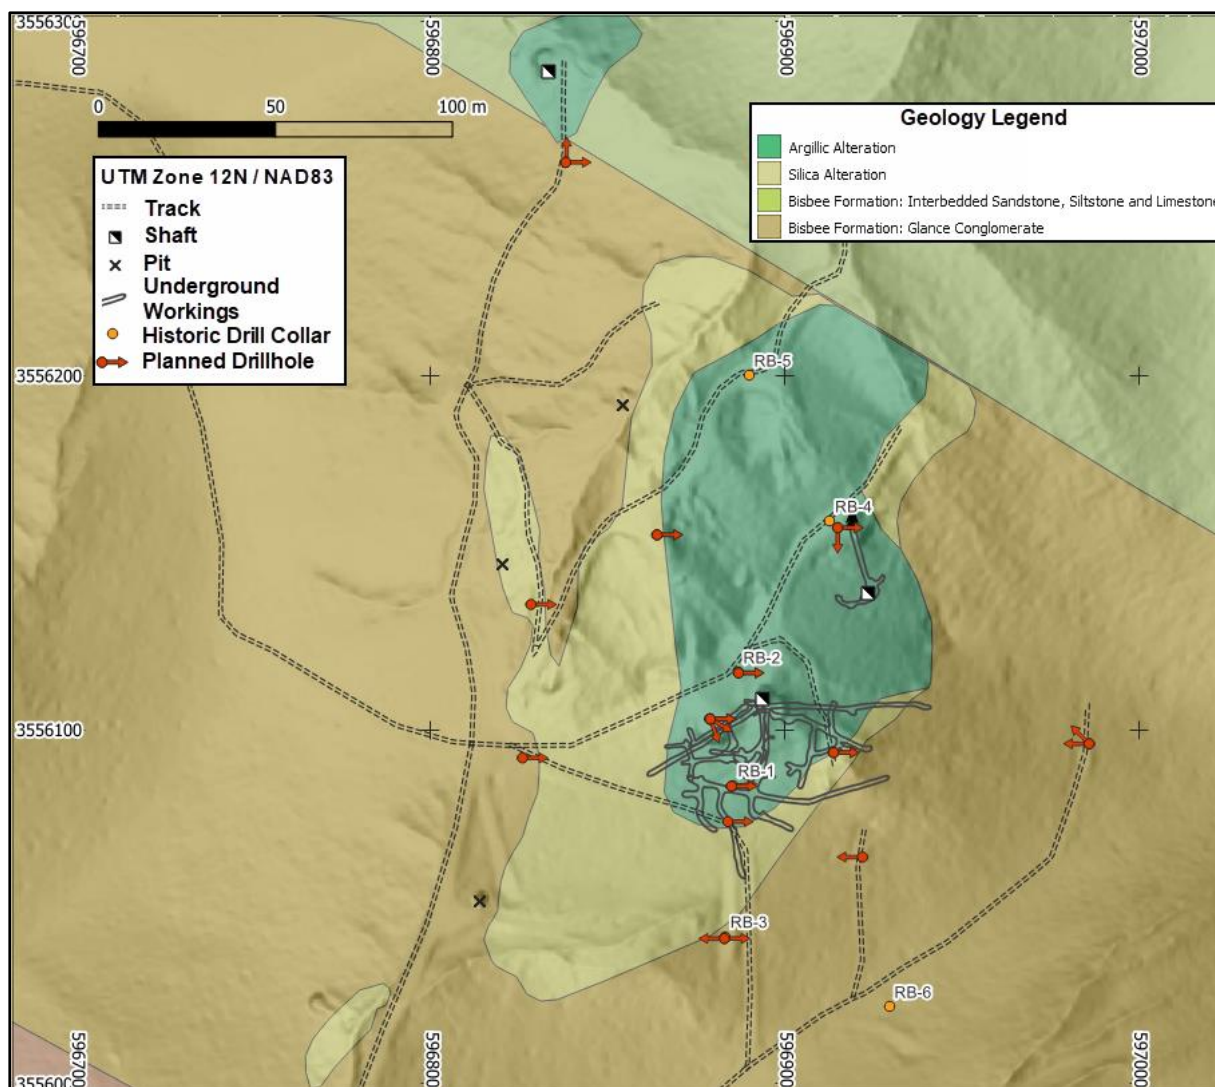 3556300
596700
596800
596900
597000
0 50 100 m
Geology Legend
Argillic Alteration
Silica Alteration
Bisbee Formation: Interbedded Sandstone, Siltstone and Limestone
Bisbee Formation: Glance Conglomerate
UTM Zone 12N / NAD83
Track
Shaft
Pit
Underground
Workings
Historic Drill Collar
Planned Drillhole
3556200
RB-5
RB-4
RB-2
3556100
RB-1
RB-3
RB-6
3556000
596700
596800
596900
597000